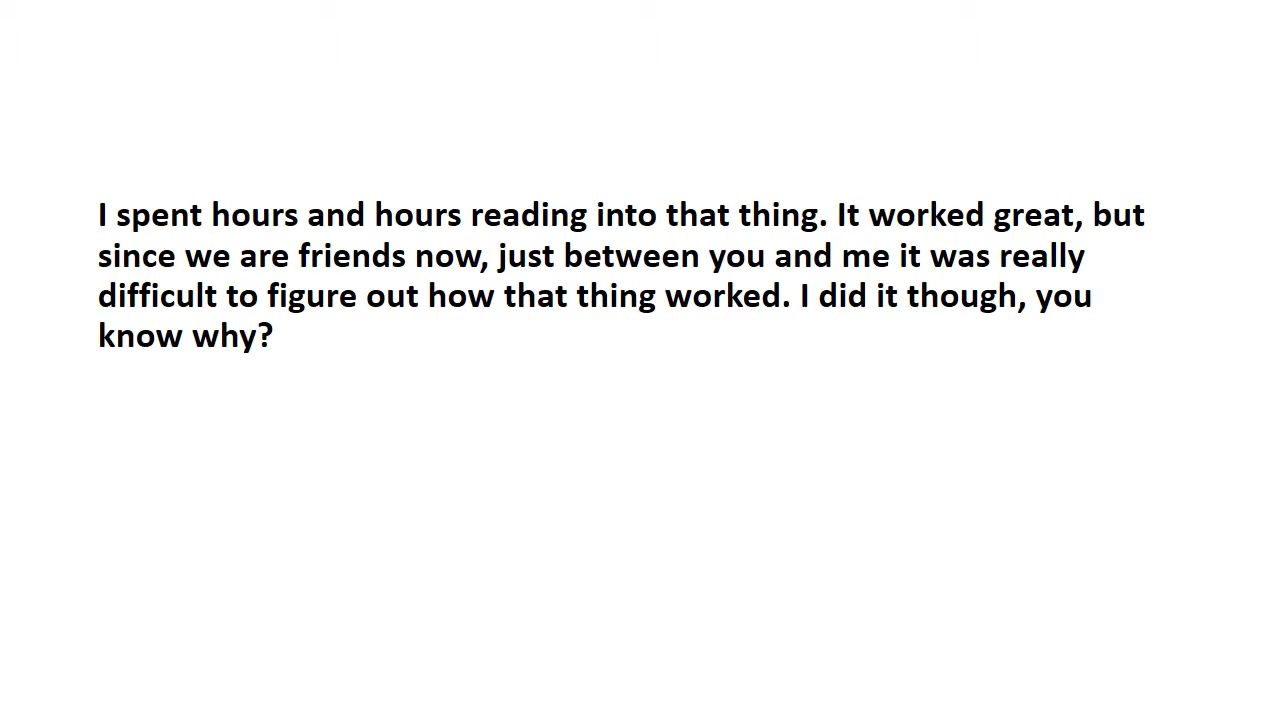 I spent hours and hours reading into that thing. It worked great, but
since we are friends now, just between you and me it was really
difficult to figure out how that thing worked. I did it though, you
know why?